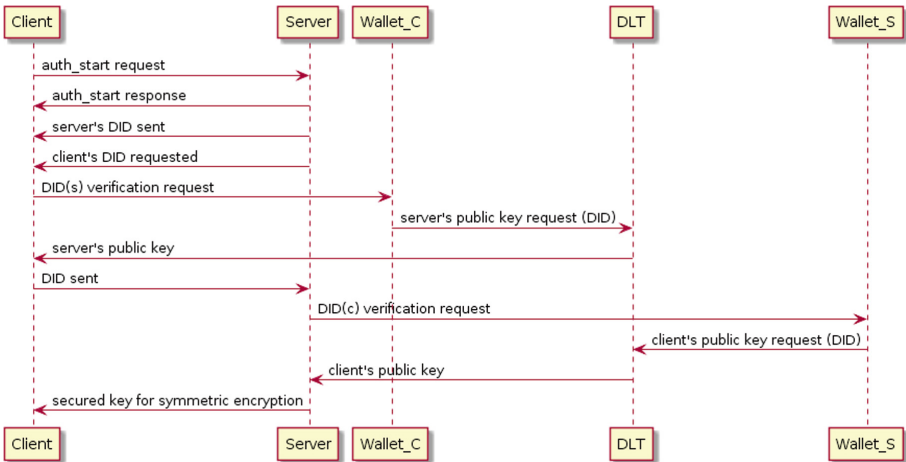 Client Server Wallet_C DLT Wallet_S
auth_start request
auth_start response
server's DID sent
client's DID requested
DID(s) verification request
server's public key request (DID)
server's public key
DID sent
DID(c) verification request
client's public key request (DID)
client's public key
secured key for symmetric encryption
Client Server Wallet_C DLT Wallet_S